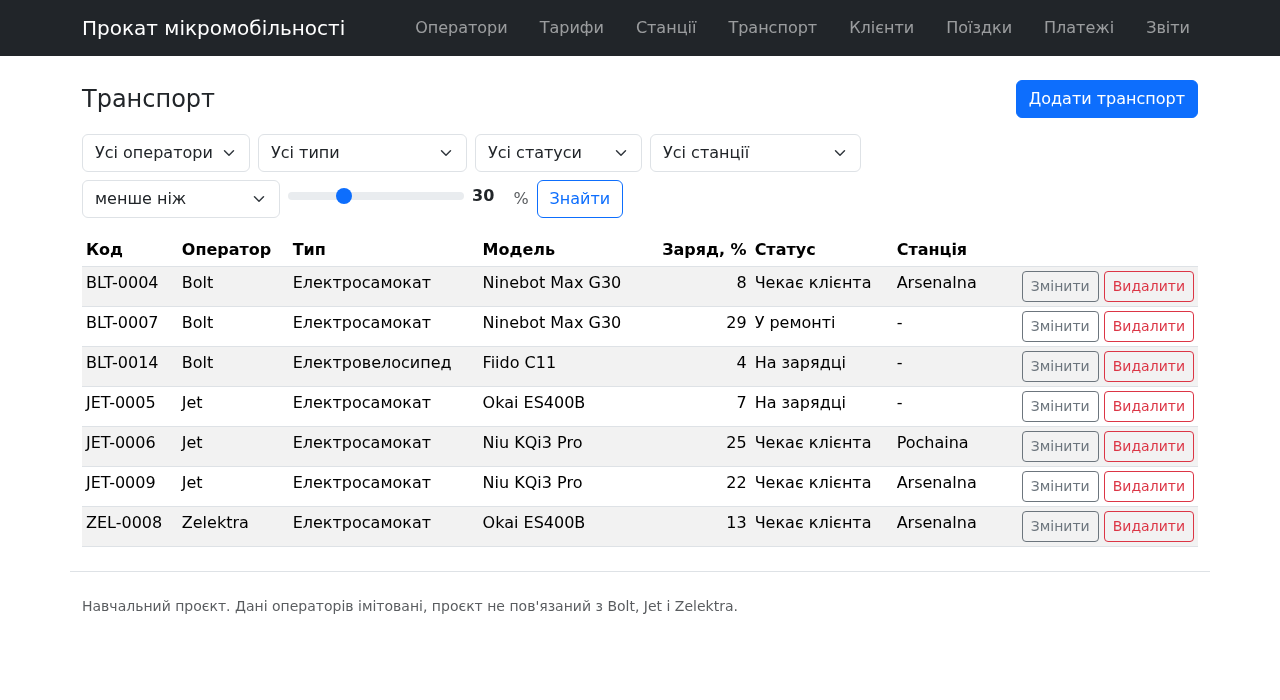 Прокат мікромобільності Оператори Тарифи Станції Транспорт Клієнти Поїздки Платежі Звіти
Транспорт Додати транспорт
Усі оператори Усі типи Усі статуси Усі станції
менше ніж 30 % Знайти
Код Оператор Тип Модель Заряд, % Статус Станція
BLT-0004 Bolt Електросамокат Ninebot Max G30 8 Чекає клієнта Arsenalna Змінити Видалити
BLT-0007 Bolt Електросамокат Ninebot Max G30 29 У ремонті - Змінити Видалити
BLT-0014 Bolt Електровелосипед Fiido C11 4 На зарядці - Змінити Видалити
JET-0005 Jet Електросамокат Okai ES400B 7 На зарядці - Змінити Видалити
JET-0006 Jet Електросамокат Niu KQi3 Pro 25 Чекає клієнта Pochaina Змінити Видалити
JET-0009 Jet Електросамокат Niu KQi3 Pro 22 Чекає клієнта Arsenalna Змінити Видалити
ZEL-0008 Zelektra Електросамокат Okai ES400B 13 Чекає клієнта Arsenalna Змінити Видалити
Навчальний проєкт. Дані операторів імітовані, проєкт не пов'язаний з Bolt, Jet і Zelektra.